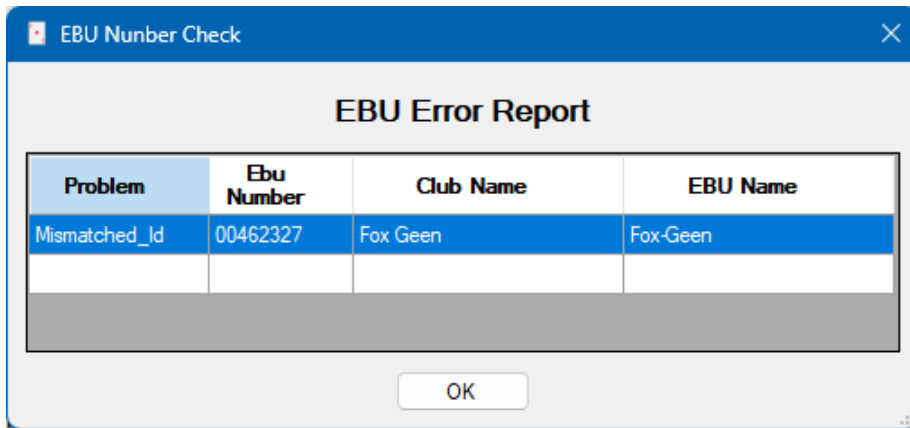 EBU Nunber Check
EBU Error Report
Problem Ebu Number Club Name EBU Name
Mismatched_Id 00462327 Fox Geen Fox-Geen
OK